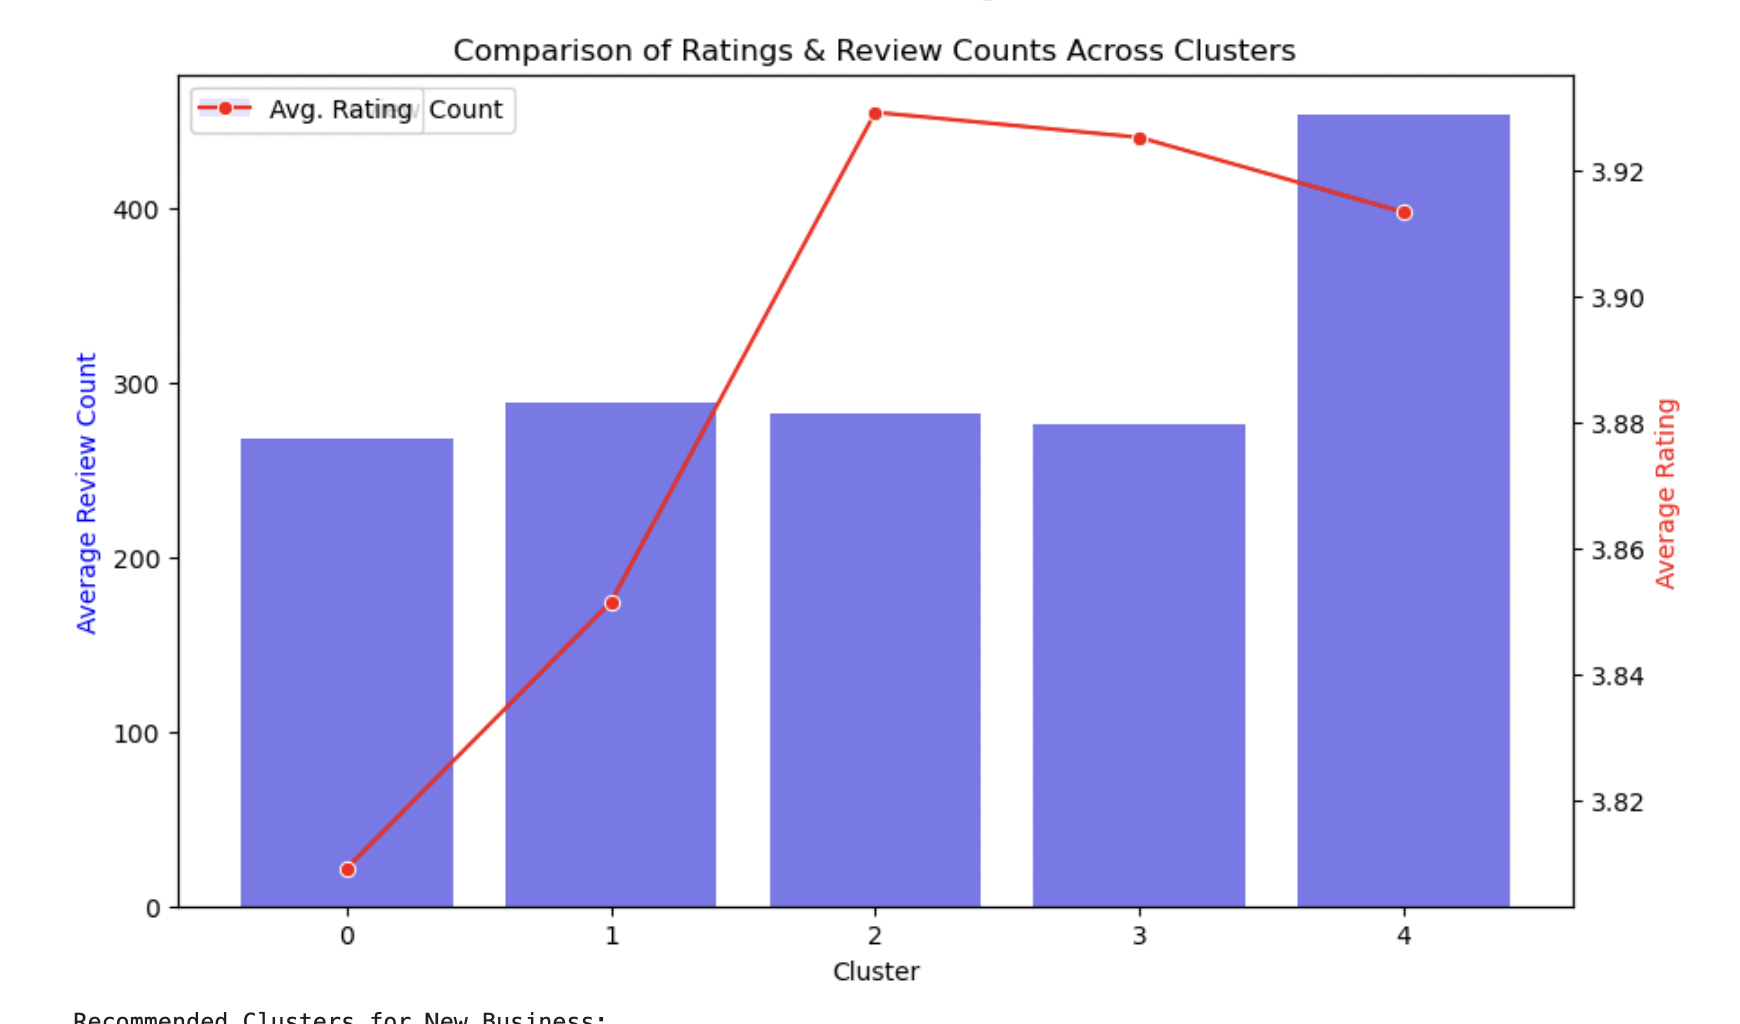 Comparison of Ratings & Review Counts Across Clusters
Avg. Rating
Count
400
300
200
100
0
Average Review Count
3.92
3.90
3.88
3.86
3.84
3.82
Average Rating
0 1 2 3 4
Cluster
Recommended Clusters for New Business: